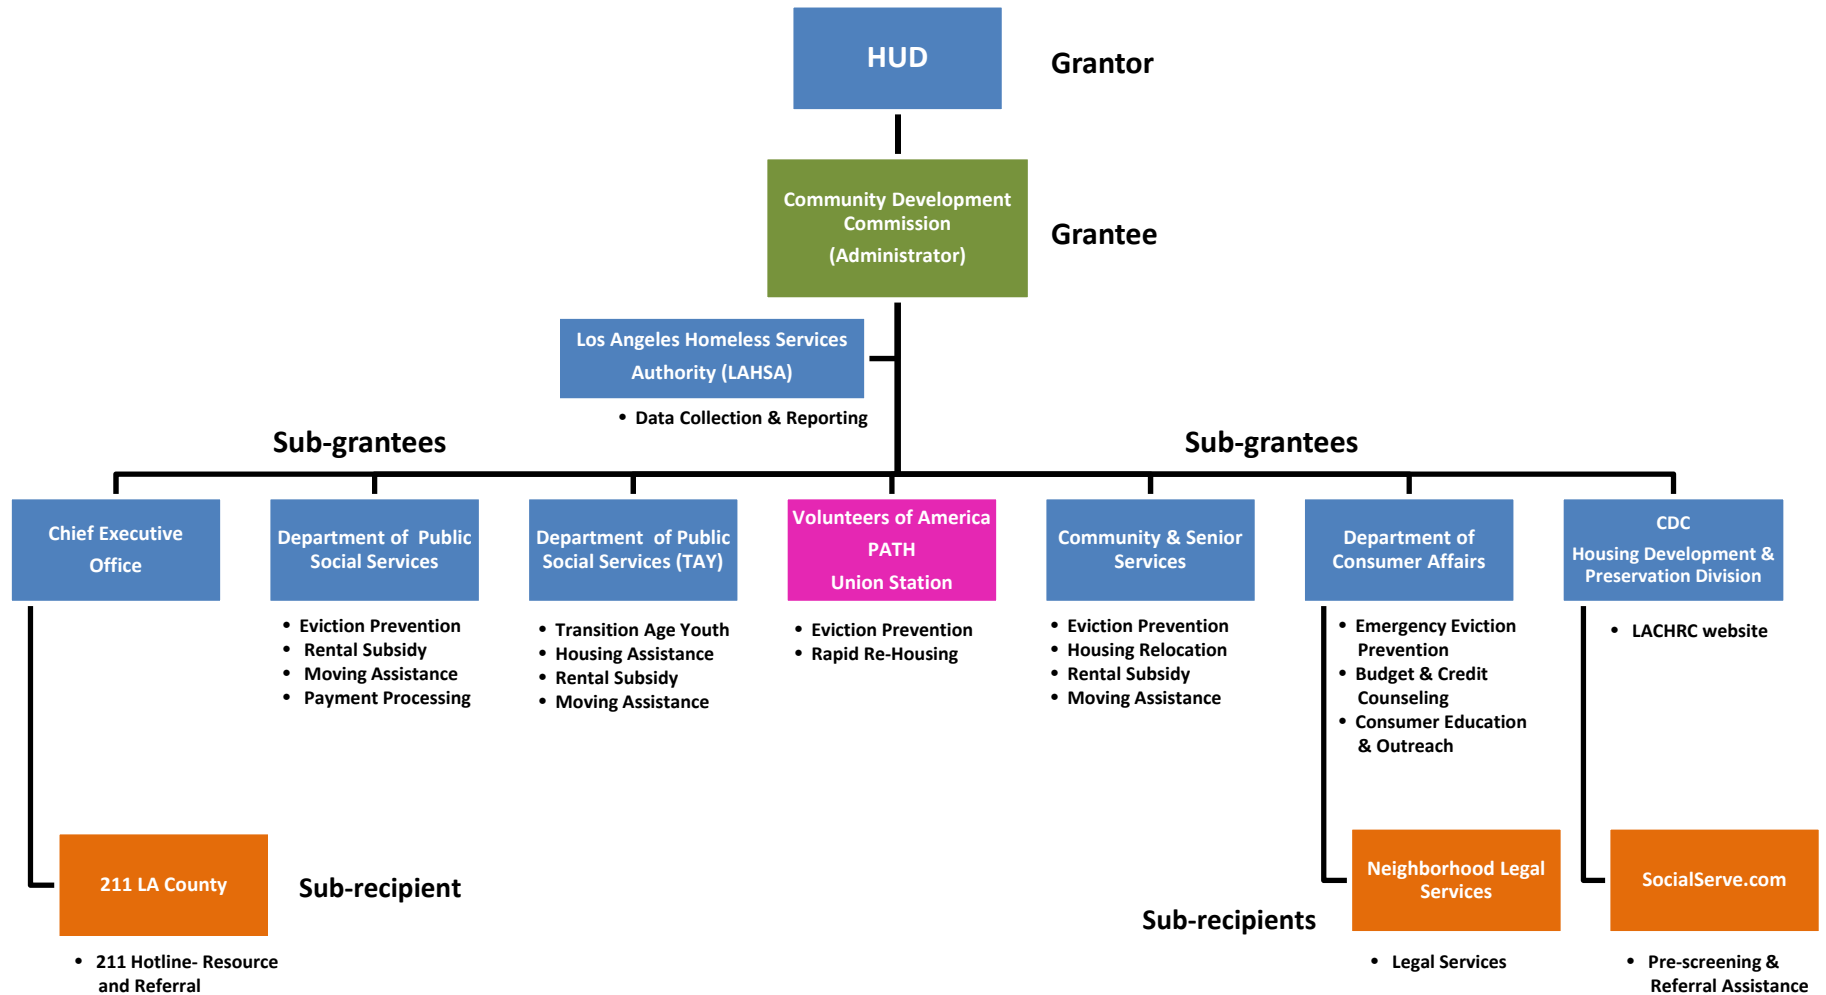 HUD
Grantor
Community Development
Commission
(Administrator)
Grantee
Los Angeles Homeless Services
Authority (LAHSA)
• Data Collection & Reporting
Sub-grantees
Sub-grantees
Chief Executive
Office
Department of Public
Social Services
• Eviction Prevention
• Rental Subsidy
• Moving Assistance
• Payment Processing
Department of Public
Social Services (TAY)
• Transition Age Youth
• Housing Assistance
• Rental Subsidy
• Moving Assistance
Volunteers of America
PATH
Union Station
• Eviction Prevention
• Rapid Re-Housing
Community & Senior
Services
• Eviction Prevention
• Housing Relocation
• Rental Subsidy
• Moving Assistance
Department of
Consumer Affairs
• Emergency Eviction
Prevention
• Budget & Credit
Counseling
• Consumer Education
& Outreach
CDC
Housing Development &
Preservation Division
• LACHRC website
211 LA County
Sub-recipient
• 211 Hotline- Resource
and Referral
Sub-recipients
Neighborhood Legal
Services
• Legal Services
SocialServe.com
• Pre-screening &
Referral Assistance